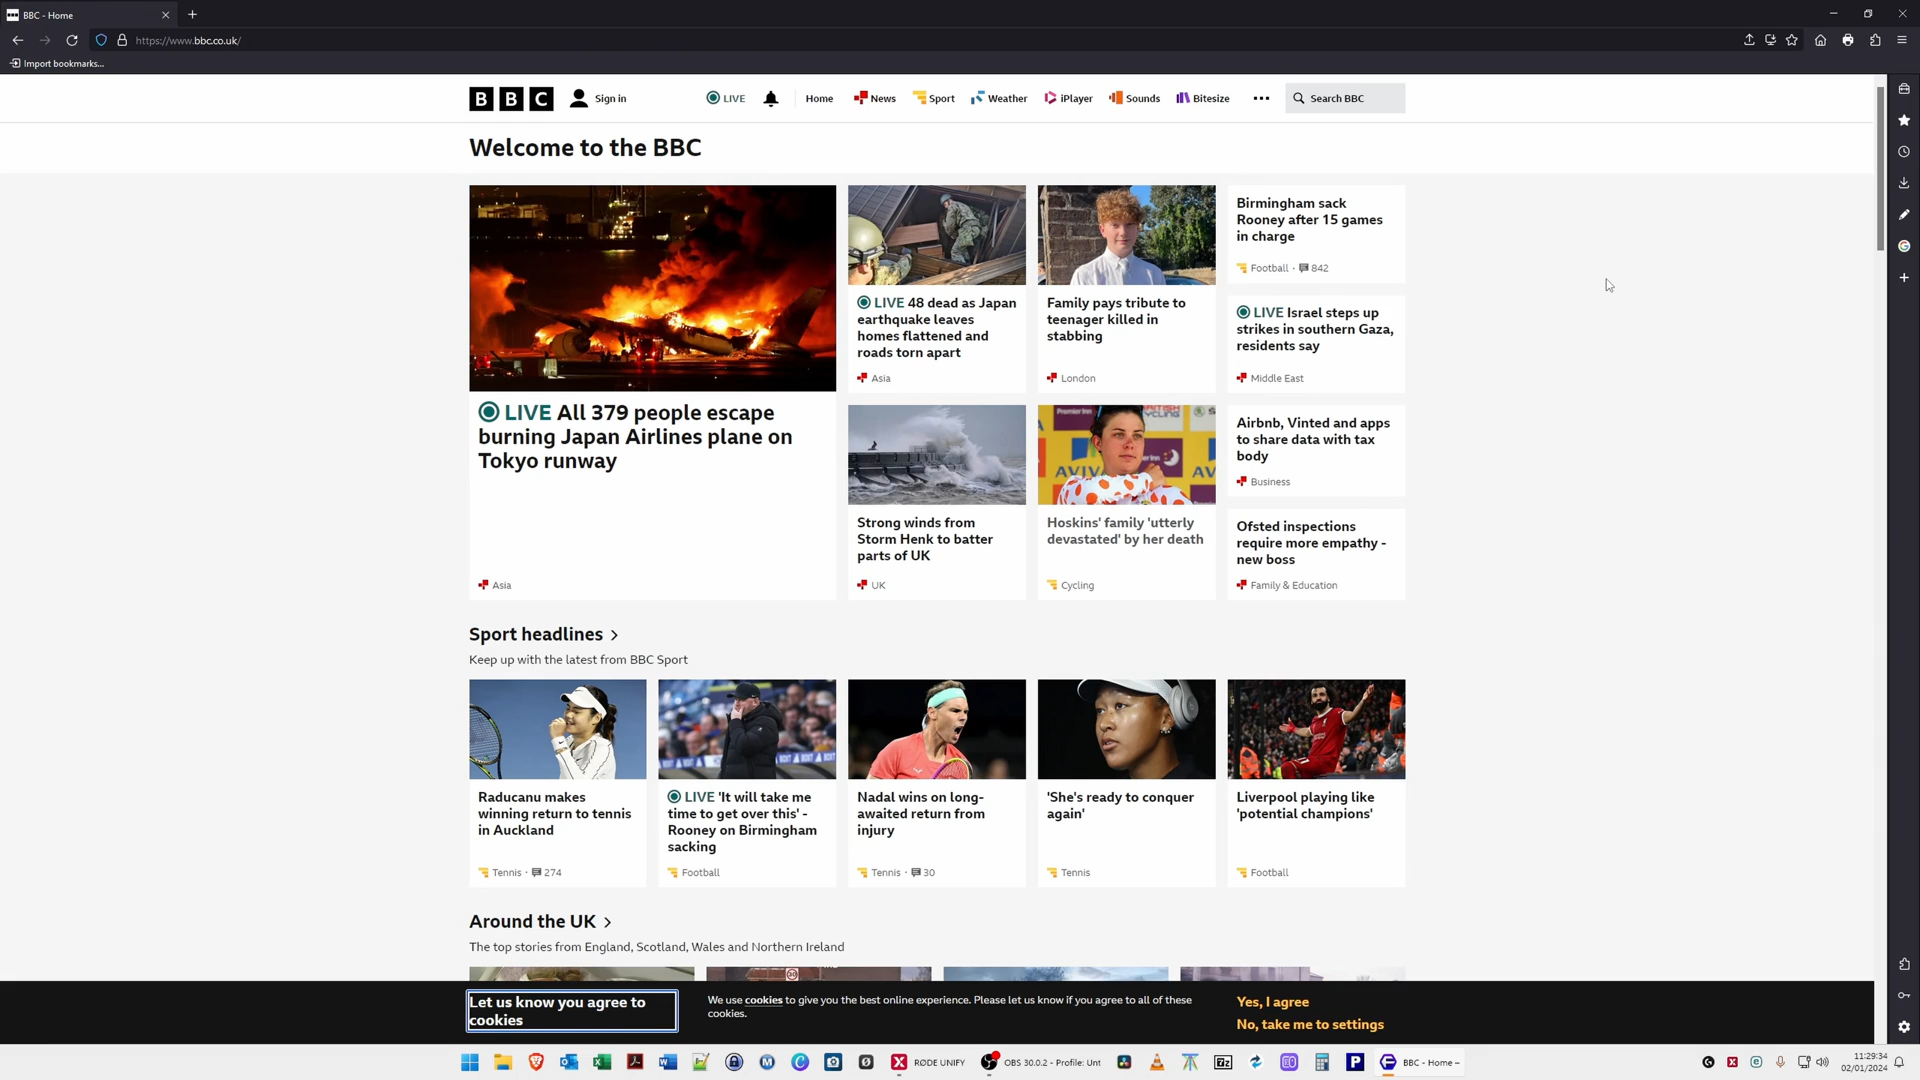 BBC - Home
https://www.bbc.co.uk/
Import bookmarks...
BBC
Sign in
LIVE
Home
News
Sport
Weather
iPlayer
Sounds
Bitesize
Search BBC
Welcome to the BBC
LIVE All 379 people escape
burning Japan Airlines plane on
Tokyo runway
Asia
LIVE 48 dead as Japan
earthquake leaves
homes flattened and
roads torn apart
Asia
Family pays tribute to
teenager killed in
stabbing
London
Birmingham sack
Rooney after 15 games
in charge
Football · 842
LIVE Israel steps up
strikes in southern Gaza,
residents say
Middle East
Strong winds from
Storm Henk to batter
parts of UK
UK
Premier Inn
AVIVA
Hoskins' family 'utterly
devastated' by her death
Cycling
Airbnb, Vinted and apps
to share data with tax
body
Business
Ofsted inspections
require more empathy -
new boss
Family & Education
Sport headlines
Keep up with the latest from BBC Sport
Raducanu makes
winning return to tennis
in Auckland
Tennis · 274
LIVE 'It will take me
time to get over this' -
Rooney on Birmingham
sacking
Football
Nadal wins on long-
awaited return from
injury
Tennis · 30
'She's ready to conquer
again'
Tennis
Liverpool playing like
'potential champions'
Football
Around the UK
The top stories from England, Scotland, Wales and Northern Ireland
Let us know you agree to
cookies
We use cookies to give you the best online experience. Please let us know if you agree to all of these
cookies.
Yes, I agree
No, take me to settings
RØDE UNIFY
OBS 30.0.2 - Profile: Unt
BBC - Home –
11:29:34
02/01/2024